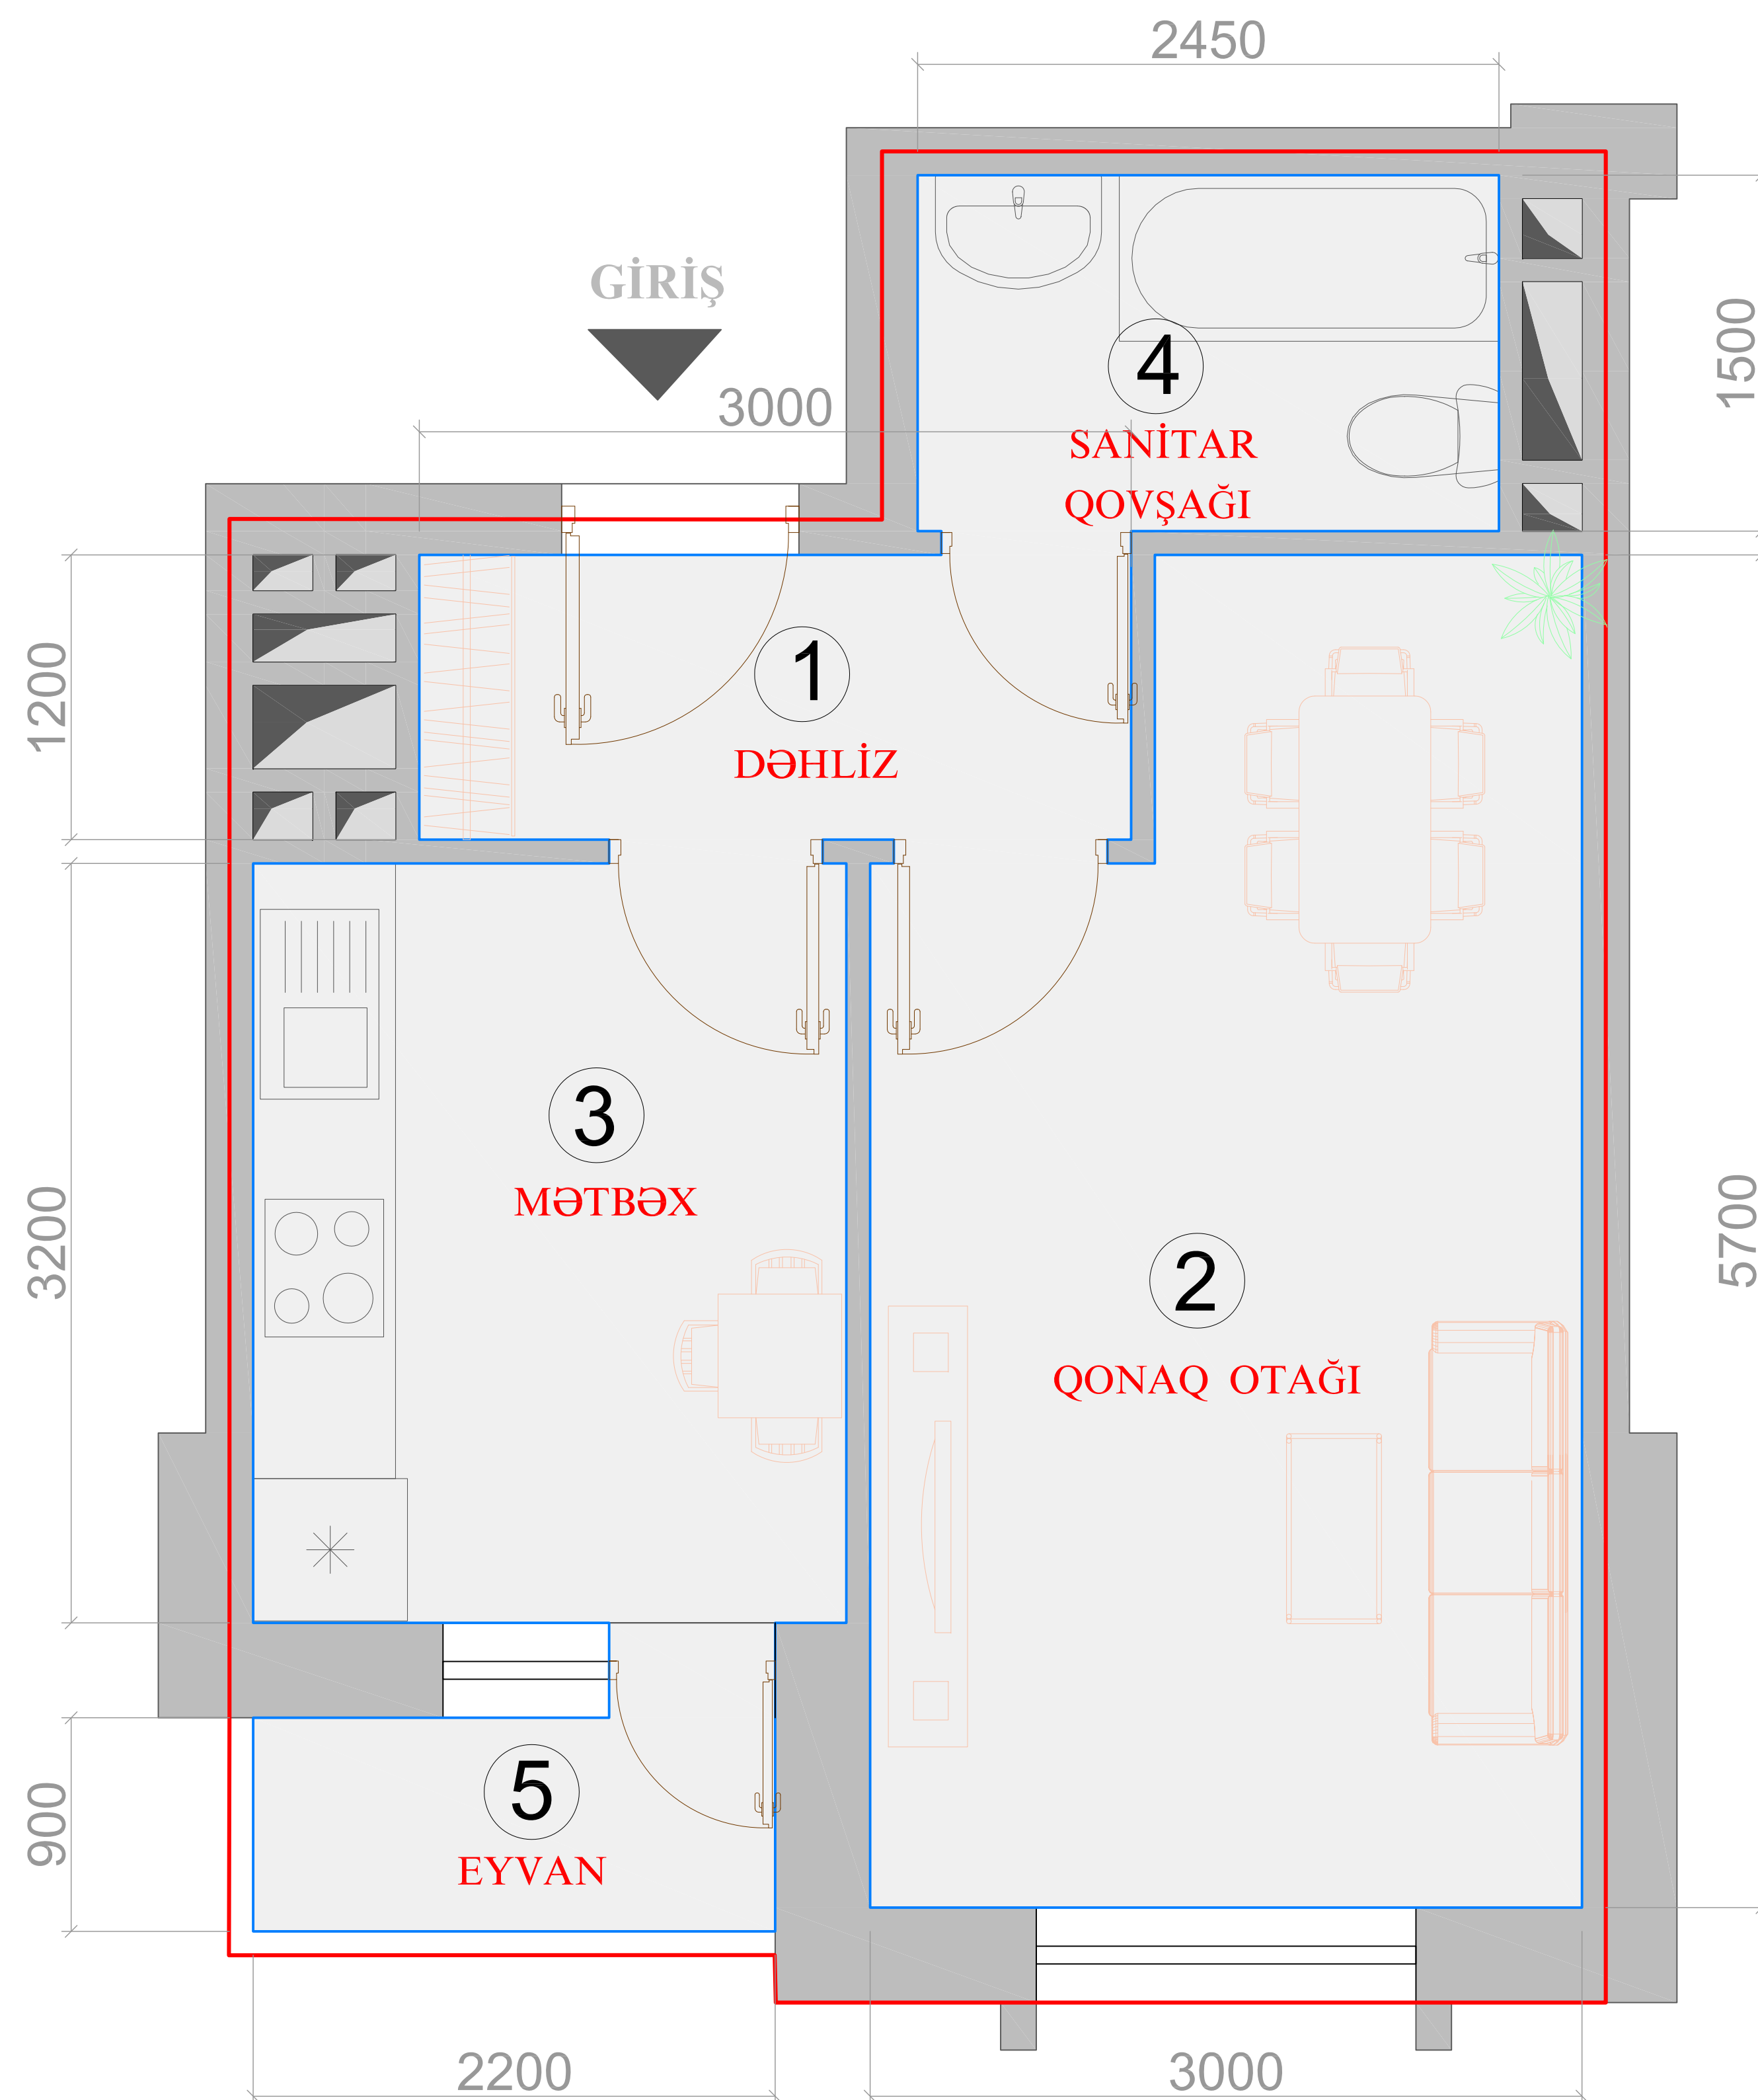 2450
GİRİŞ
3000
1500
4
SANİTAR
QOVŞAĞI
1200
1
DƏHLİZ
3
MƏTBƏX
3200
2
QONAQ OTAĞI
5700
5
EYVAN
900
2200
3000